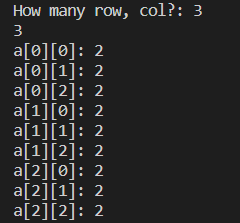 How many row, col?: 3
3
a[0][0]: 2
a[0][1]: 2
a[0][2]: 2
a[1][0]: 2
a[1][1]: 2
a[1][2]: 2
a[2][0]: 2
a[2][1]: 2
a[2][2]: 2